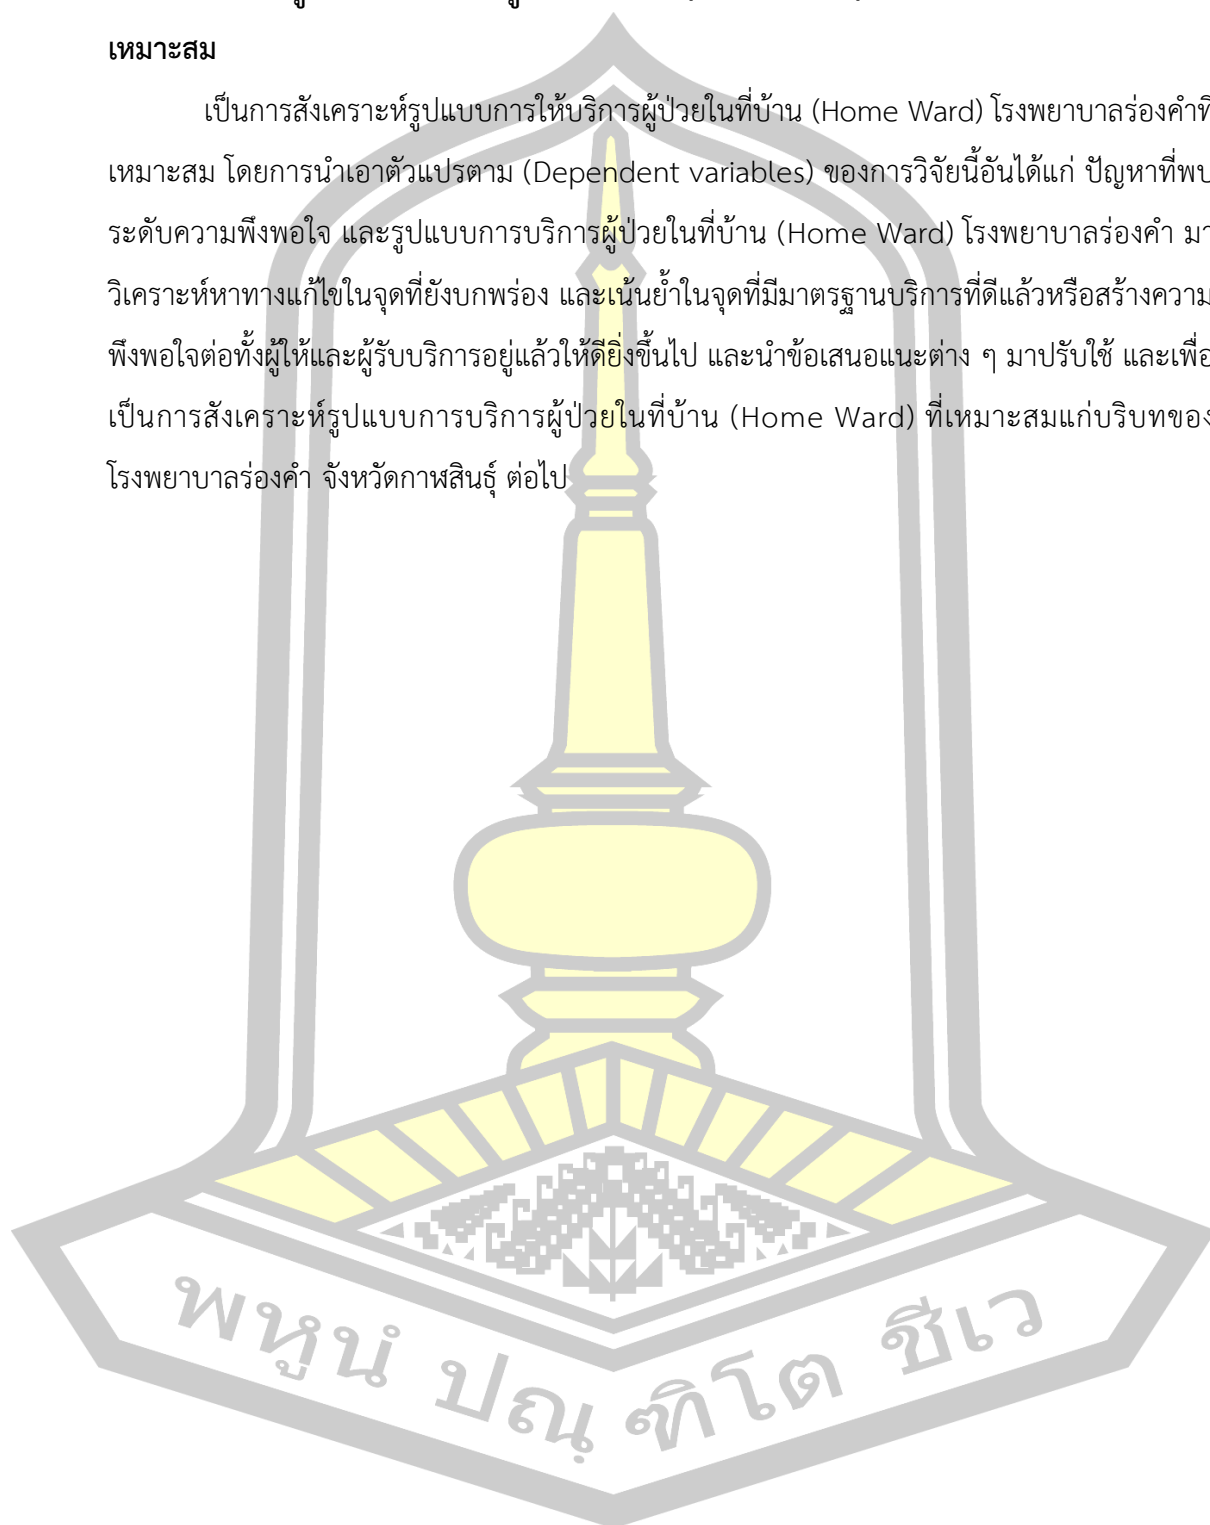 เหมาะสม
เป็นการสังเคราะห์รูปแบบการให้บริการผู้ป่วยในที่บ้าน (Home Ward) โรงพยาบาลร่องคำที่
เหมาะสม โดยการนำเอาตัวแปรตาม (Dependent variables) ของการวิจัยนี้อันได้แก่ ปัญหาที่พบ
ระดับความพึงพอใจ และรูปแบบการบริการผู้ป่วยในที่บ้าน (Home Ward) โรงพยาบาลร่องคำ มา
วิเคราะห์หาทางแก้ไขในจุดที่ยังบกพร่อง และเน้นย้ำในจุดที่มีมาตรฐานบริการที่ดีแล้วหรือสร้างความ
พึงพอใจต่อทั้งผู้ให้และผู้รับบริการอยู่แล้วให้ดียิ่งขึ้นไป และนำข้อเสนอแนะต่าง ๆ มาปรับใช้ และเพื่อ
เป็นการสังเคราะห์รูปแบบการบริการผู้ป่วยในที่บ้าน (Home Ward) ที่เหมาะสมแก่บริบทของ
โรงพยาบาลร่องคำ จังหวัดกาฬสินธุ์ ต่อไป
พหูนํ ปณฺฑิโต ชีเว